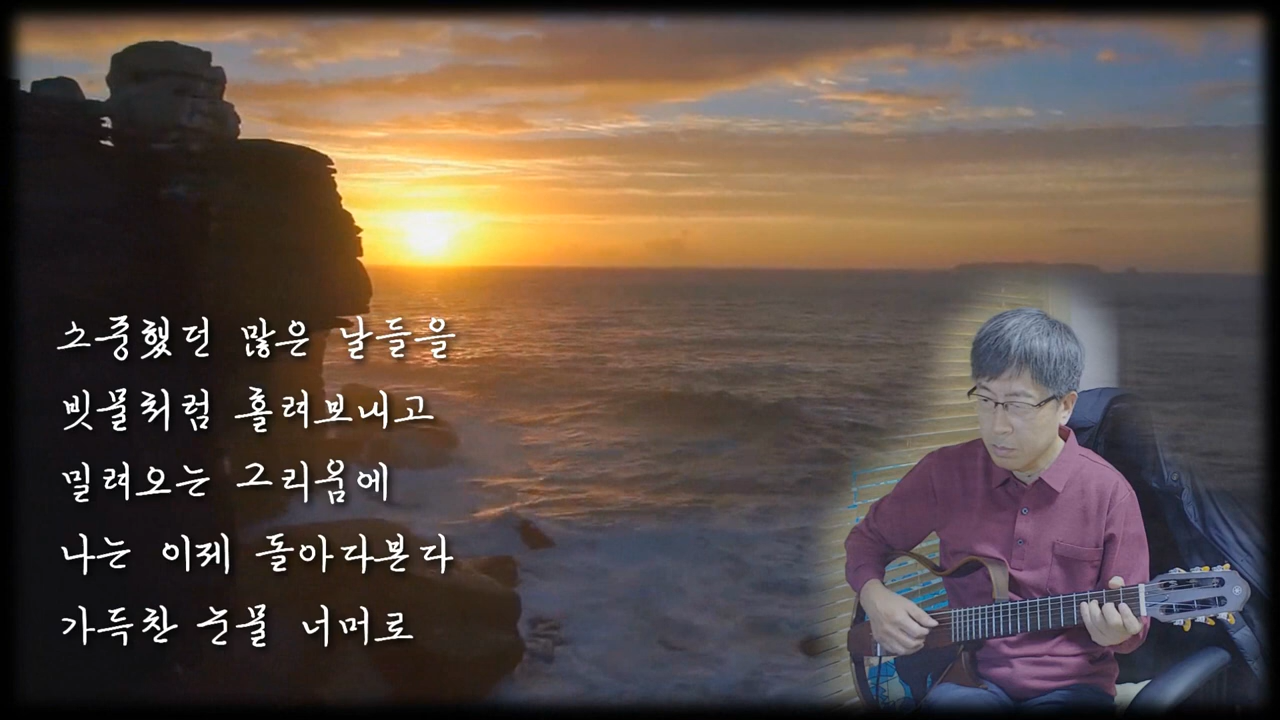 소중했던 많은 날들을
빗물처럼 흘려보내고
밀려오는 그리움에
나는 이제 돌아다본다
가득찬 눈물 너머로